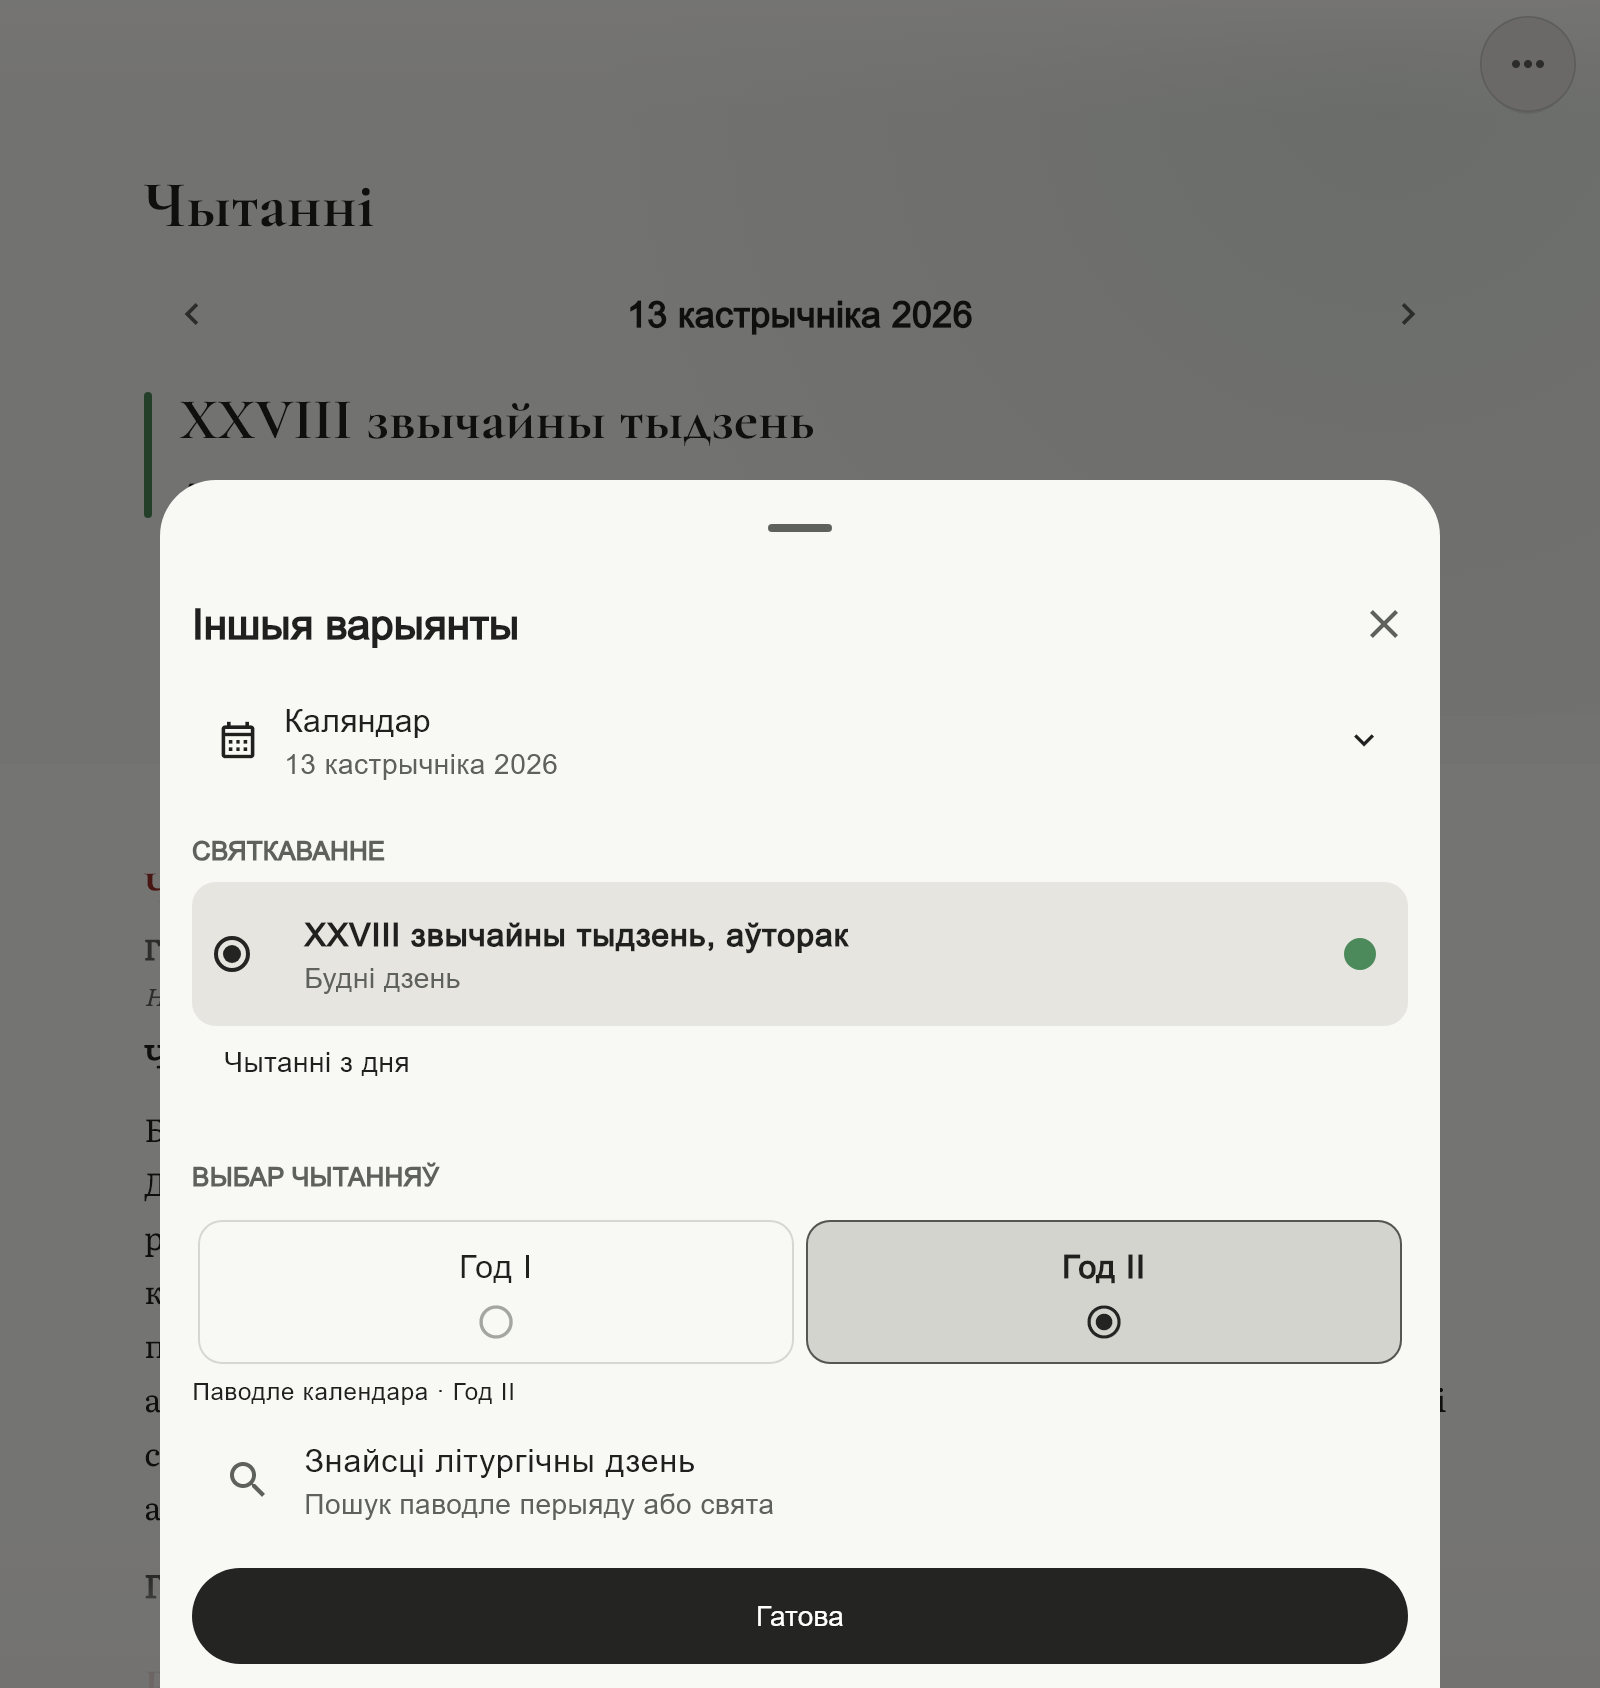 Чытанні
13 кастрычніка 2026
XXVIII звычайны тыдзень
Іншыя варыянты
Каляндар
13 кастрычніка 2026
СВЯТКАВАННЕ
XXVIII звычайны тыдзень, аўторак
Будні дзень
Чытанні з дня
ВЫБАР ЧЫТАННЯЎ
Год I
Год II
Паводле календара · Год II
Знайсці літургічны дзень
Пошук паводле перыяду або свята
Гатова